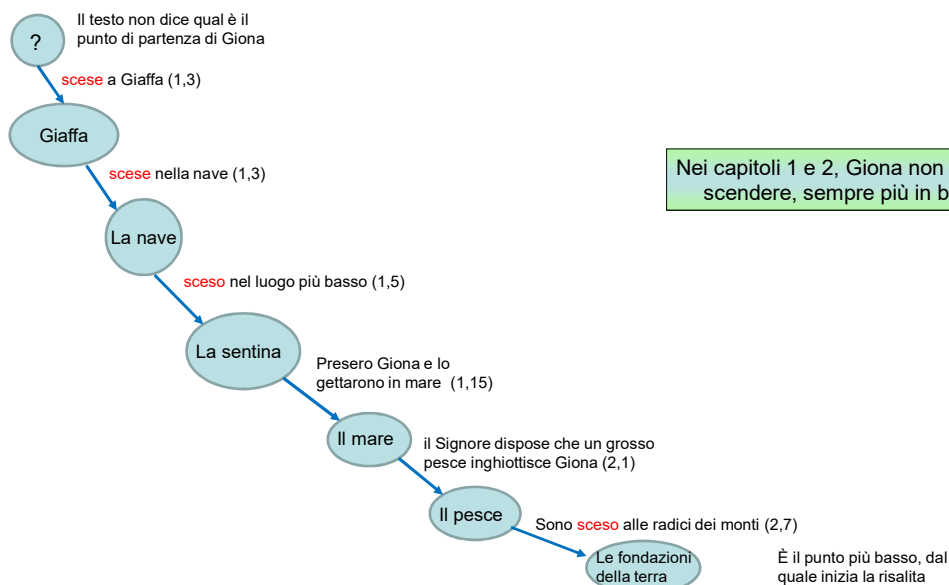 Il testo non dice qual è il
punto di partenza di Giona
?
scese a Giaffa (1,3)
Giaffa
scese nella nave (1,3)
Nei capitoli 1 e 2, Giona non
scendere, sempre più in b
La nave
sceso nel luogo più basso (1,5)
La sentina
Presero Giona e lo
gettarono in mare (1,15)
Il mare
il Signore dispose che un grosso
pesce inghiottisce Giona (2,1)
Il pesce
Sono sceso alle radici dei monti (2,7)
Le fondazioni
della terra
È il punto più basso, dal
quale inizia la risalita